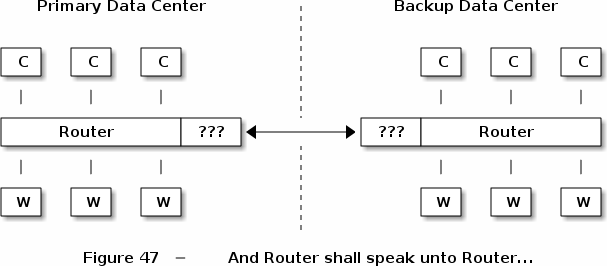 Primary Data Center Backup Data Center
C C C C C C
Router ??? ??? Router
W W W W W W
Figure 47 – And Router shall speak unto Router...